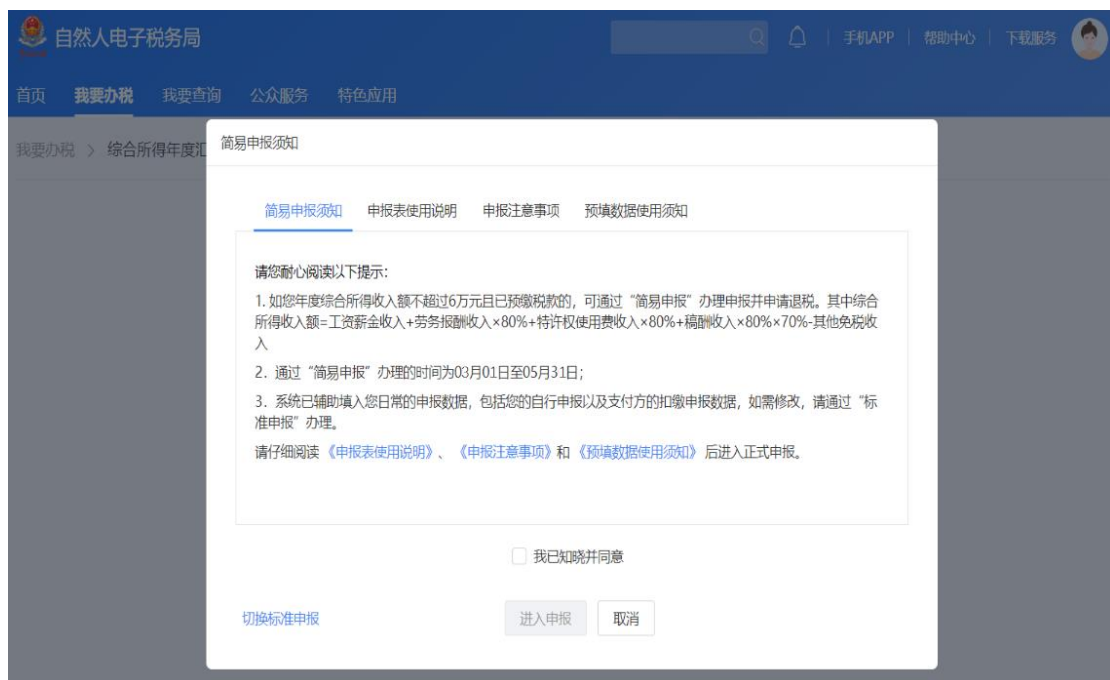 自然人电子税务局
手机APP | 帮助中心 | 下载服务
首页 我要办税 我要查询 公众服务 特色应用
我要办税 > 综合所得年度汇
简易申报须知
简易申报须知 申报表使用说明 申报注意事项 预填数据使用须知
请您耐心阅读以下提示：
1. 如您年度综合所得收入额不超过6万元且已预缴税款的，可通过“简易申报”办理申报并申请退税。其中综合
所得收入额=工资薪金收入+劳务报酬收入×80%+特许权使用费收入×80%+稿酬收入×80%×70%-其他免税收
入
2. 通过“简易申报”办理的时间为03月01日至05月31日；
3. 系统已辅助填入您日常的申报数据，包括您的自行申报以及支付方的扣缴申报数据，如需修改，请通过“标
准申报”办理。
请仔细阅读《申报表使用说明》、《申报注意事项》和《预填数据使用须知》后进入正式申报。
我已知晓并同意
切换标准申报 进入申报 取消